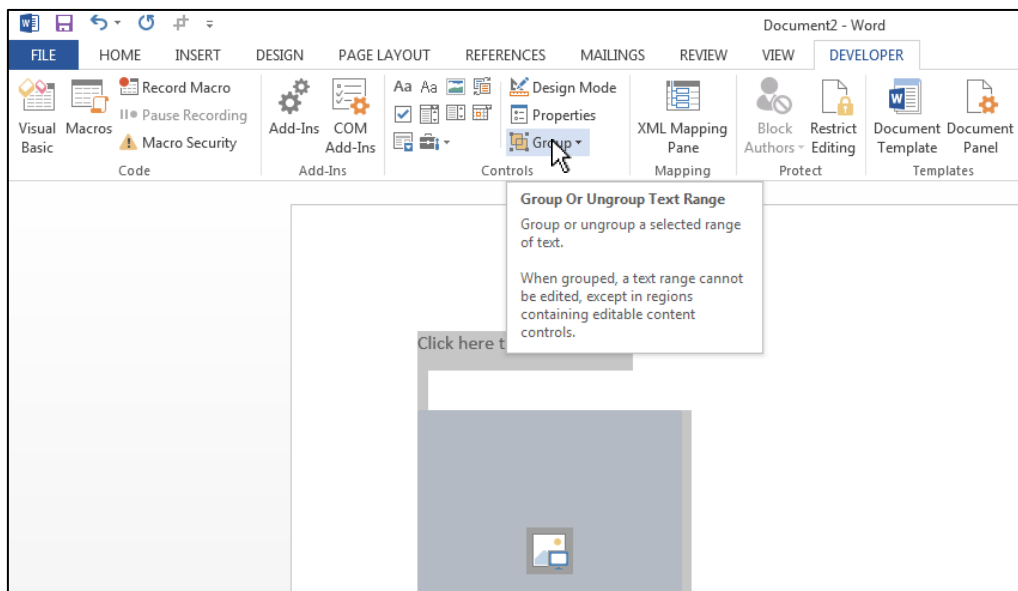 Document2 - Word
FILE HOME INSERT DESIGN PAGE LAYOUT REFERENCES MAILINGS REVIEW VIEW DEVELOPER
Visual Basic
Macros
Record Macro
Pause Recording
Macro Security
Code
Add-Ins
COM Add-Ins
Add-Ins
Aa Aa
Design Mode
Properties
Group
Controls
XML Mapping Pane
Mapping
Block Authors
Restrict Editing
Protect
Document Template
Document Panel
Templates
Group Or Ungroup Text Range
Group or ungroup a selected range
of text.
When grouped, a text range cannot
be edited, except in regions
containing editable content
controls.
Click here t